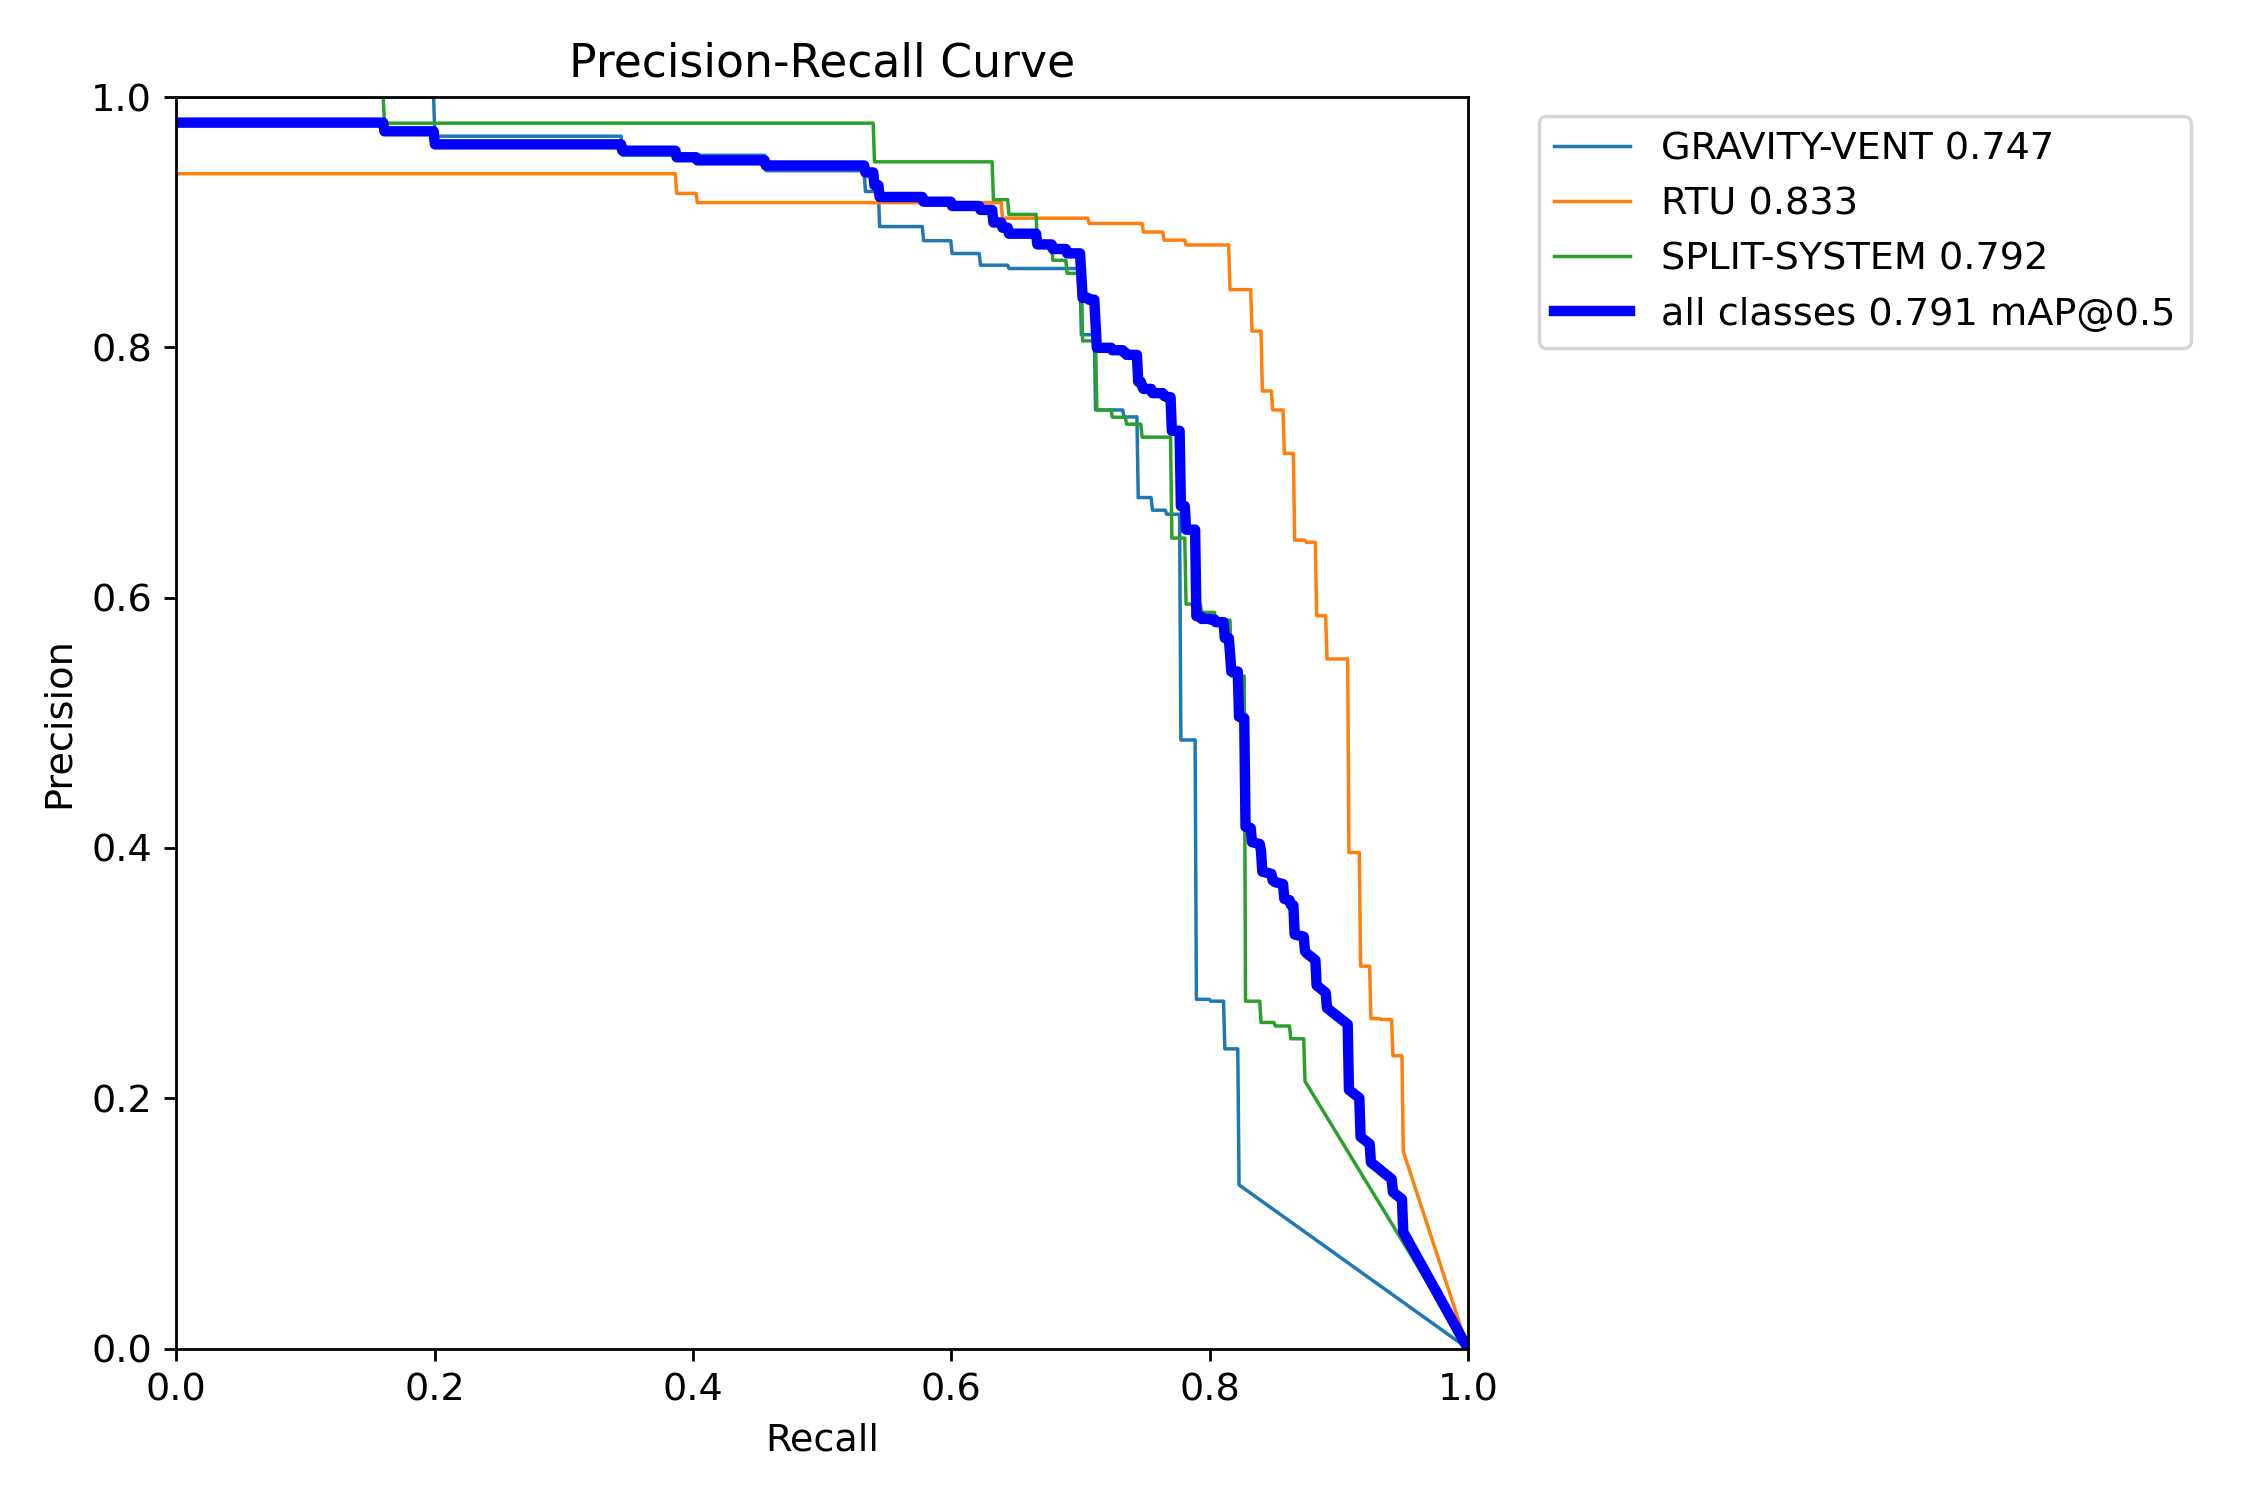 Precision-Recall Curve
1.0
0.8
0.6
0.4
0.2
0.0
Precision
0.0 0.2 0.4 0.6 0.8 1.0
Recall
GRAVITY-VENT 0.747
RTU 0.833
SPLIT-SYSTEM 0.792
all classes 0.791 mAP@0.5